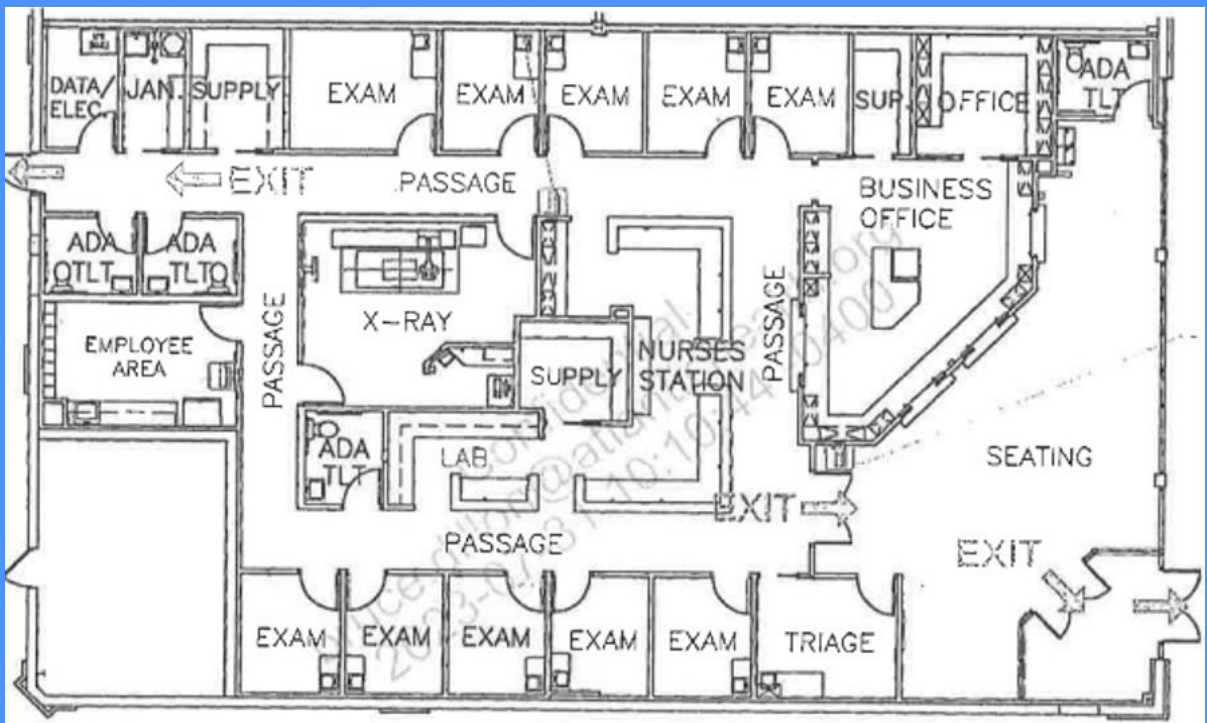 DATA/
ELEC.
JAN.
SUPPLY
EXAM
EXAM
EXAM
EXAM
EXAM
SUP.
OFFICE
ADA
TLT
EXIT
PASSAGE
BUSINESS
OFFICE
ADA
TLT
ADA
TLT
EMPLOYEE
AREA
PASSAGE
X-RAY
SUPPLY
NURSES
STATION
PASSAGE
ADA
TLT
LAB
SEATING
EXIT
PASSAGE
EXIT
EXAM
EXAM
EXAM
EXAM
EXAM
TRIAGE